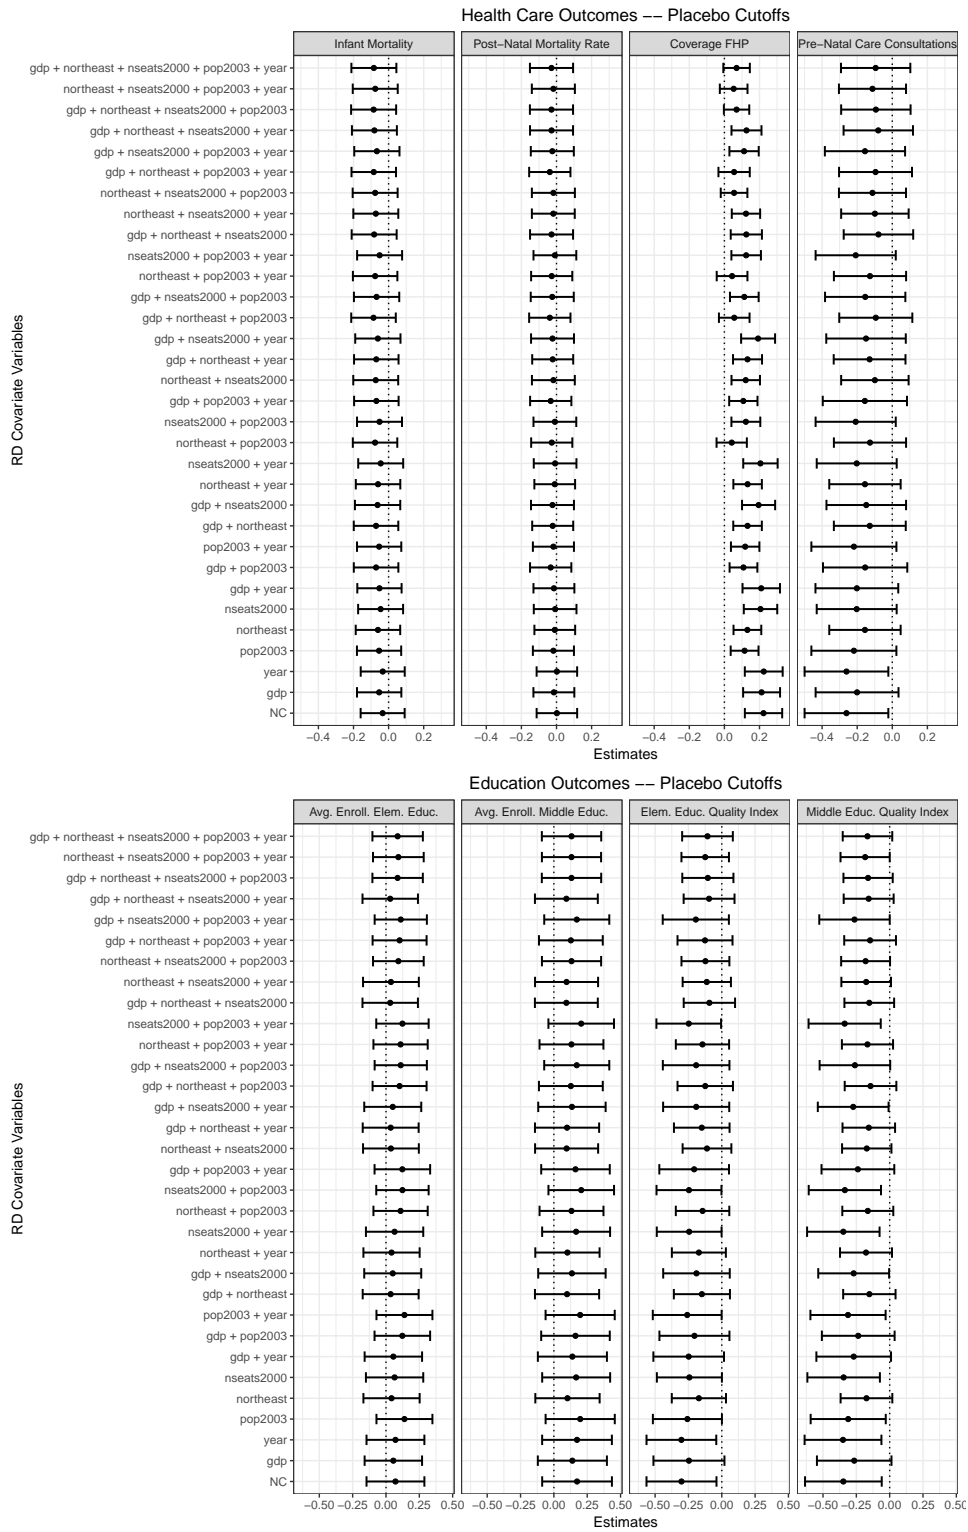 Health Care Outcomes −− Placebo Cutoffs
Infant Mortality
Post−Natal Mortality Rate
Coverage FHP
Pre−Natal Care Consultations
RD Covariate Variables
gdp + northeast + nseats2000 + pop2003 + year
northeast + nseats2000 + pop2003 + year
gdp + northeast + nseats2000 + pop2003
gdp + northeast + nseats2000 + year
gdp + nseats2000 + pop2003 + year
gdp + northeast + pop2003 + year
northeast + nseats2000 + pop2003
northeast + nseats2000 + year
gdp + northeast + nseats2000
nseats2000 + pop2003 + year
northeast + pop2003 + year
gdp + nseats2000 + pop2003
gdp + northeast + pop2003
gdp + nseats2000 + year
gdp + northeast + year
northeast + nseats2000
gdp + pop2003 + year
nseats2000 + pop2003
northeast + pop2003
nseats2000 + year
northeast + year
gdp + nseats2000
gdp + northeast
pop2003 + year
gdp + pop2003
gdp + year
nseats2000
northeast
pop2003
year
gdp
NC
−0.4 −0.2 0.0 0.2
−0.4 −0.2 0.0 0.2
−0.4 −0.2 0.0 0.2
−0.4 −0.2 0.0 0.2
Estimates
Education Outcomes −− Placebo Cutoffs
Avg. Enroll. Elem. Educ.
Avg. Enroll. Middle Educ.
Elem. Educ. Quality Index
Middle Educ. Quality Index
RD Covariate Variables
gdp + northeast + nseats2000 + pop2003 + year
northeast + nseats2000 + pop2003 + year
gdp + northeast + nseats2000 + pop2003
gdp + northeast + nseats2000 + year
gdp + nseats2000 + pop2003 + year
gdp + northeast + pop2003 + year
northeast + nseats2000 + pop2003
northeast + nseats2000 + year
gdp + northeast + nseats2000
nseats2000 + pop2003 + year
northeast + pop2003 + year
gdp + nseats2000 + pop2003
gdp + northeast + pop2003
gdp + nseats2000 + year
gdp + northeast + year
northeast + nseats2000
gdp + pop2003 + year
nseats2000 + pop2003
northeast + pop2003
nseats2000 + year
northeast + year
gdp + nseats2000
gdp + northeast
pop2003 + year
gdp + pop2003
gdp + year
nseats2000
northeast
pop2003
year
gdp
NC
−0.50 −0.25 0.00 0.25 0.50
−0.50 −0.25 0.00 0.25 0.50
−0.50 −0.25 0.00 0.25 0.50
−0.50 −0.25 0.00 0.25 0.50
Estimates